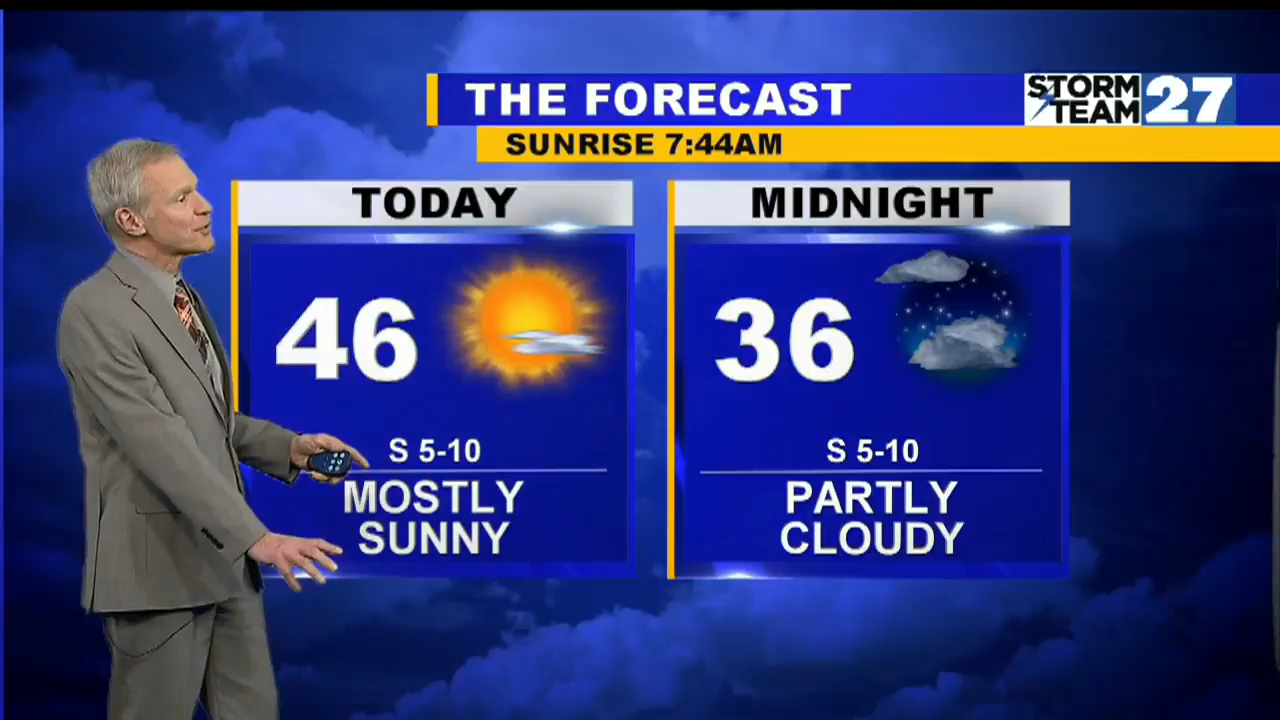 THE FORECAST
STORM TEAM 27
SUNRISE 7:44AM
TODAY
46
S 5-10
MOSTLY
SUNNY
MIDNIGHT
36
S 5-10
PARTLY
CLOUDY